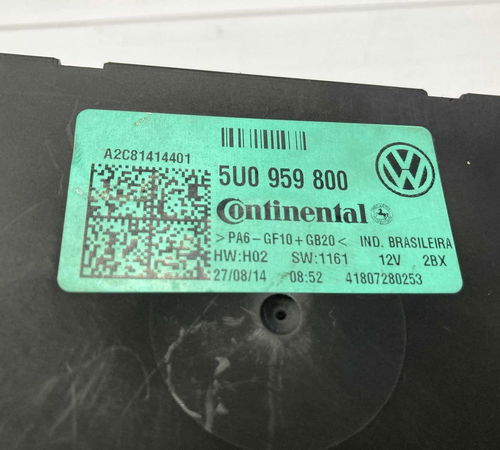 A2C81414401
5U0 959 800
Continental
>PA6-GF10+GB20< IND. BRASILEIRA
HW:H02 SW:1161 12V 2BX
27/08/14 08:52 41807280253